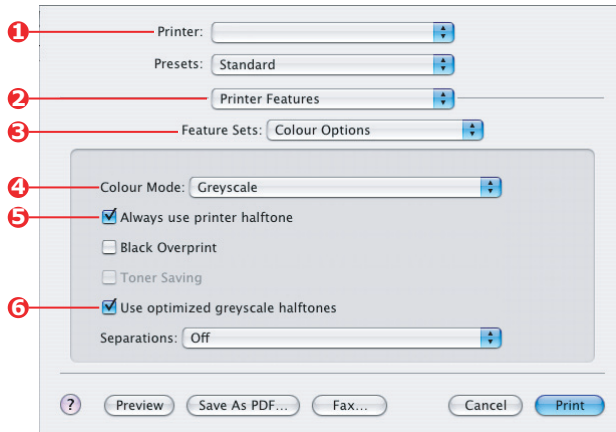 1 Printer:
Presets: Standard
2 Printer Features
3 Feature Sets: Colour Options
4 Colour Mode: Greyscale
5 Always use printer halftone
Black Overprint
Toner Saving
6 Use optimized greyscale halftones
Separations: Off
? Preview Save As PDF... Fax... Cancel Print